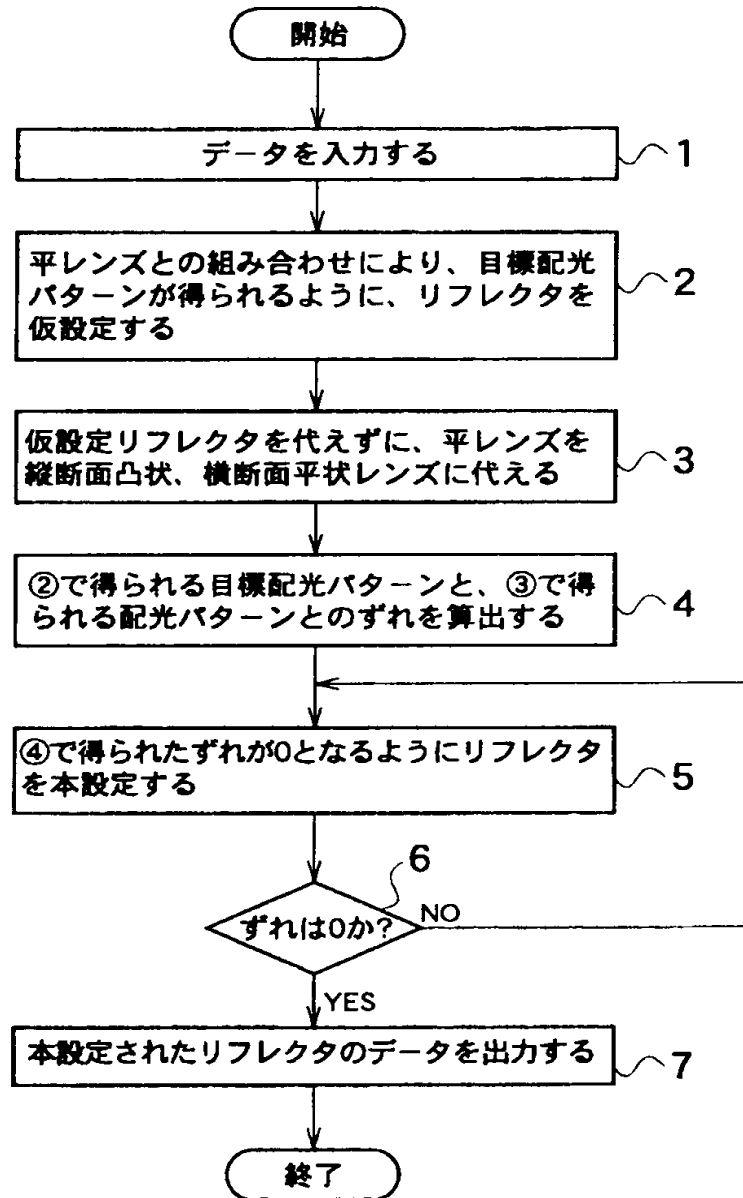 開始
データを入力する
1
平レンズとの組み合わせにより、目標配光
パターンが得られるように、リフレクタを
仮設定する
2
仮設定リフレクタを代えずに、平レンズを
縦断面凸状、横断面平状レンズに代える
3
②で得られる目標配光パターンと、③で得
られる配光パターンとのずれを算出する
4
④で得られたずれが0となるようにリフレクタ
を本設定する
5
6
ずれは0か?
NO
YES
本設定されたリフレクタのデータを出力する
7
終了